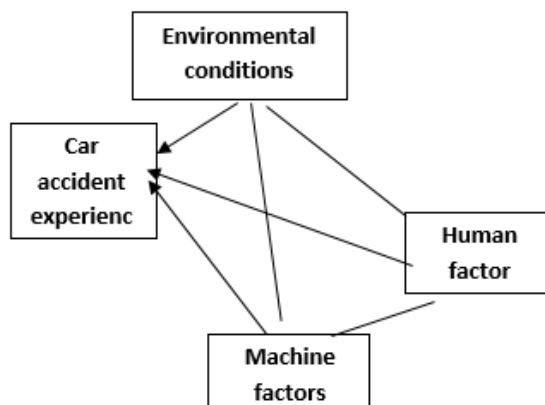 Environmental
conditions
Car
accident
experienc
Human
factor
Machine
factors